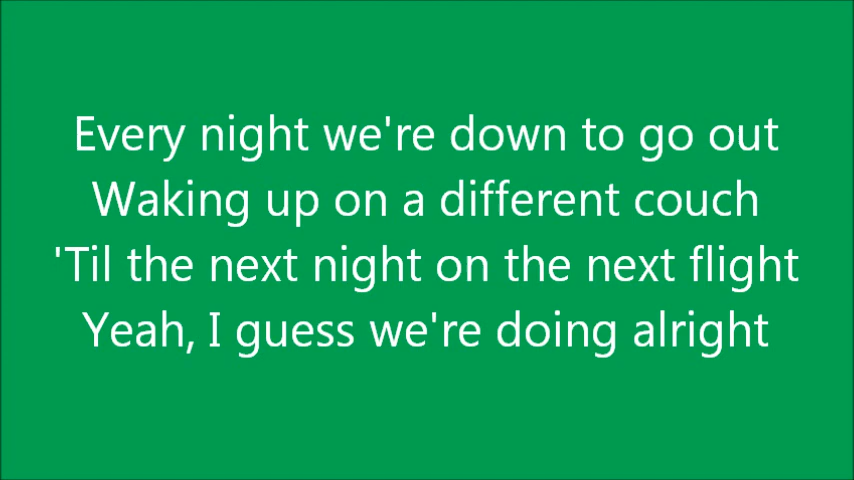 Every night we're down to go out
Waking up on a different couch
'Til the next night on the next flight
Yeah, I guess we're doing alright